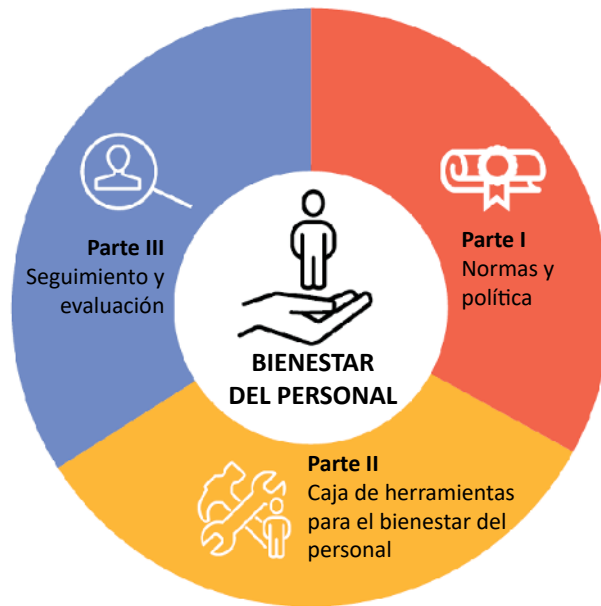 BIENESTAR
DEL PERSONAL
Parte I
Normas y
política
Parte II
Caja de herramientas
para el bienestar del
personal
Parte III
Seguimiento y
evaluación